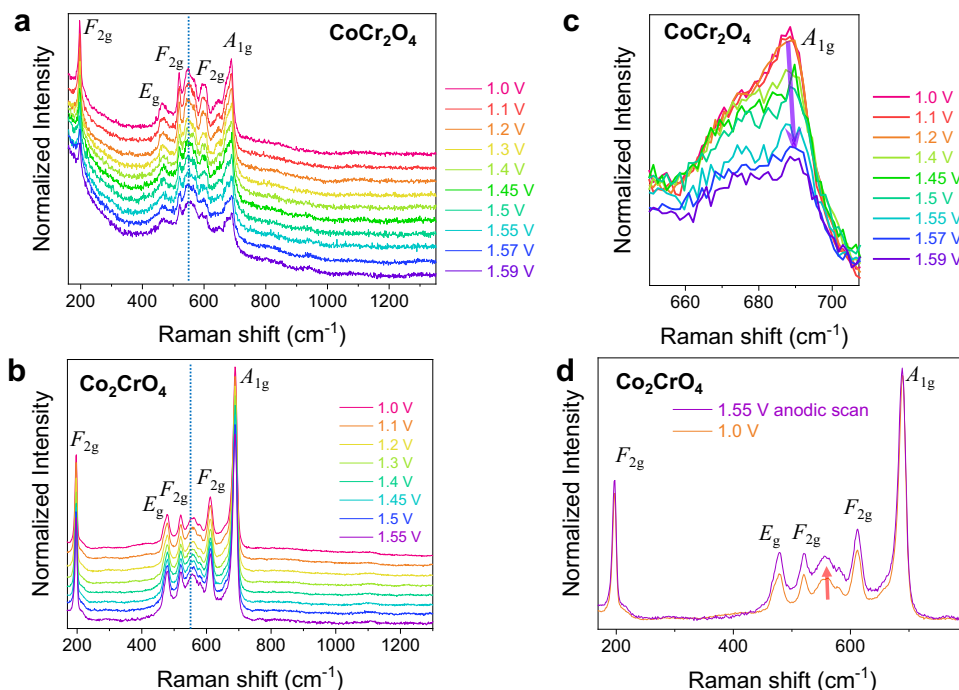 a
CoCr₂O₄
F₂g
E_g
F₂g
F₂g
A₁g
1.0 V
1.1 V
1.2 V
1.3 V
1.4 V
1.45 V
1.5 V
1.55 V
1.57 V
1.59 V
Normalized Intensity
200 400 600 800 1000 1200
Raman shift (cm⁻¹)
c
CoCr₂O₄
A₁g
1.0 V
1.1 V
1.2 V
1.4 V
1.45 V
1.5 V
1.55 V
1.57 V
1.59 V
Normalized Intensity
660 680 700
Raman shift (cm⁻¹)
b
Co₂CrO₄
F₂g
E_g
F₂g
F₂g
A₁g
1.0 V
1.1 V
1.2 V
1.3 V
1.4 V
1.45 V
1.5 V
1.55 V
Normalized Intensity
200 400 600 800 1000 1200
Raman shift (cm⁻¹)
d
Co₂CrO₄
1.55 V anodic scan
1.0 V
F₂g
E_g
F₂g
F₂g
A₁g
Normalized Intensity
200 400 600
Raman shift (cm⁻¹)